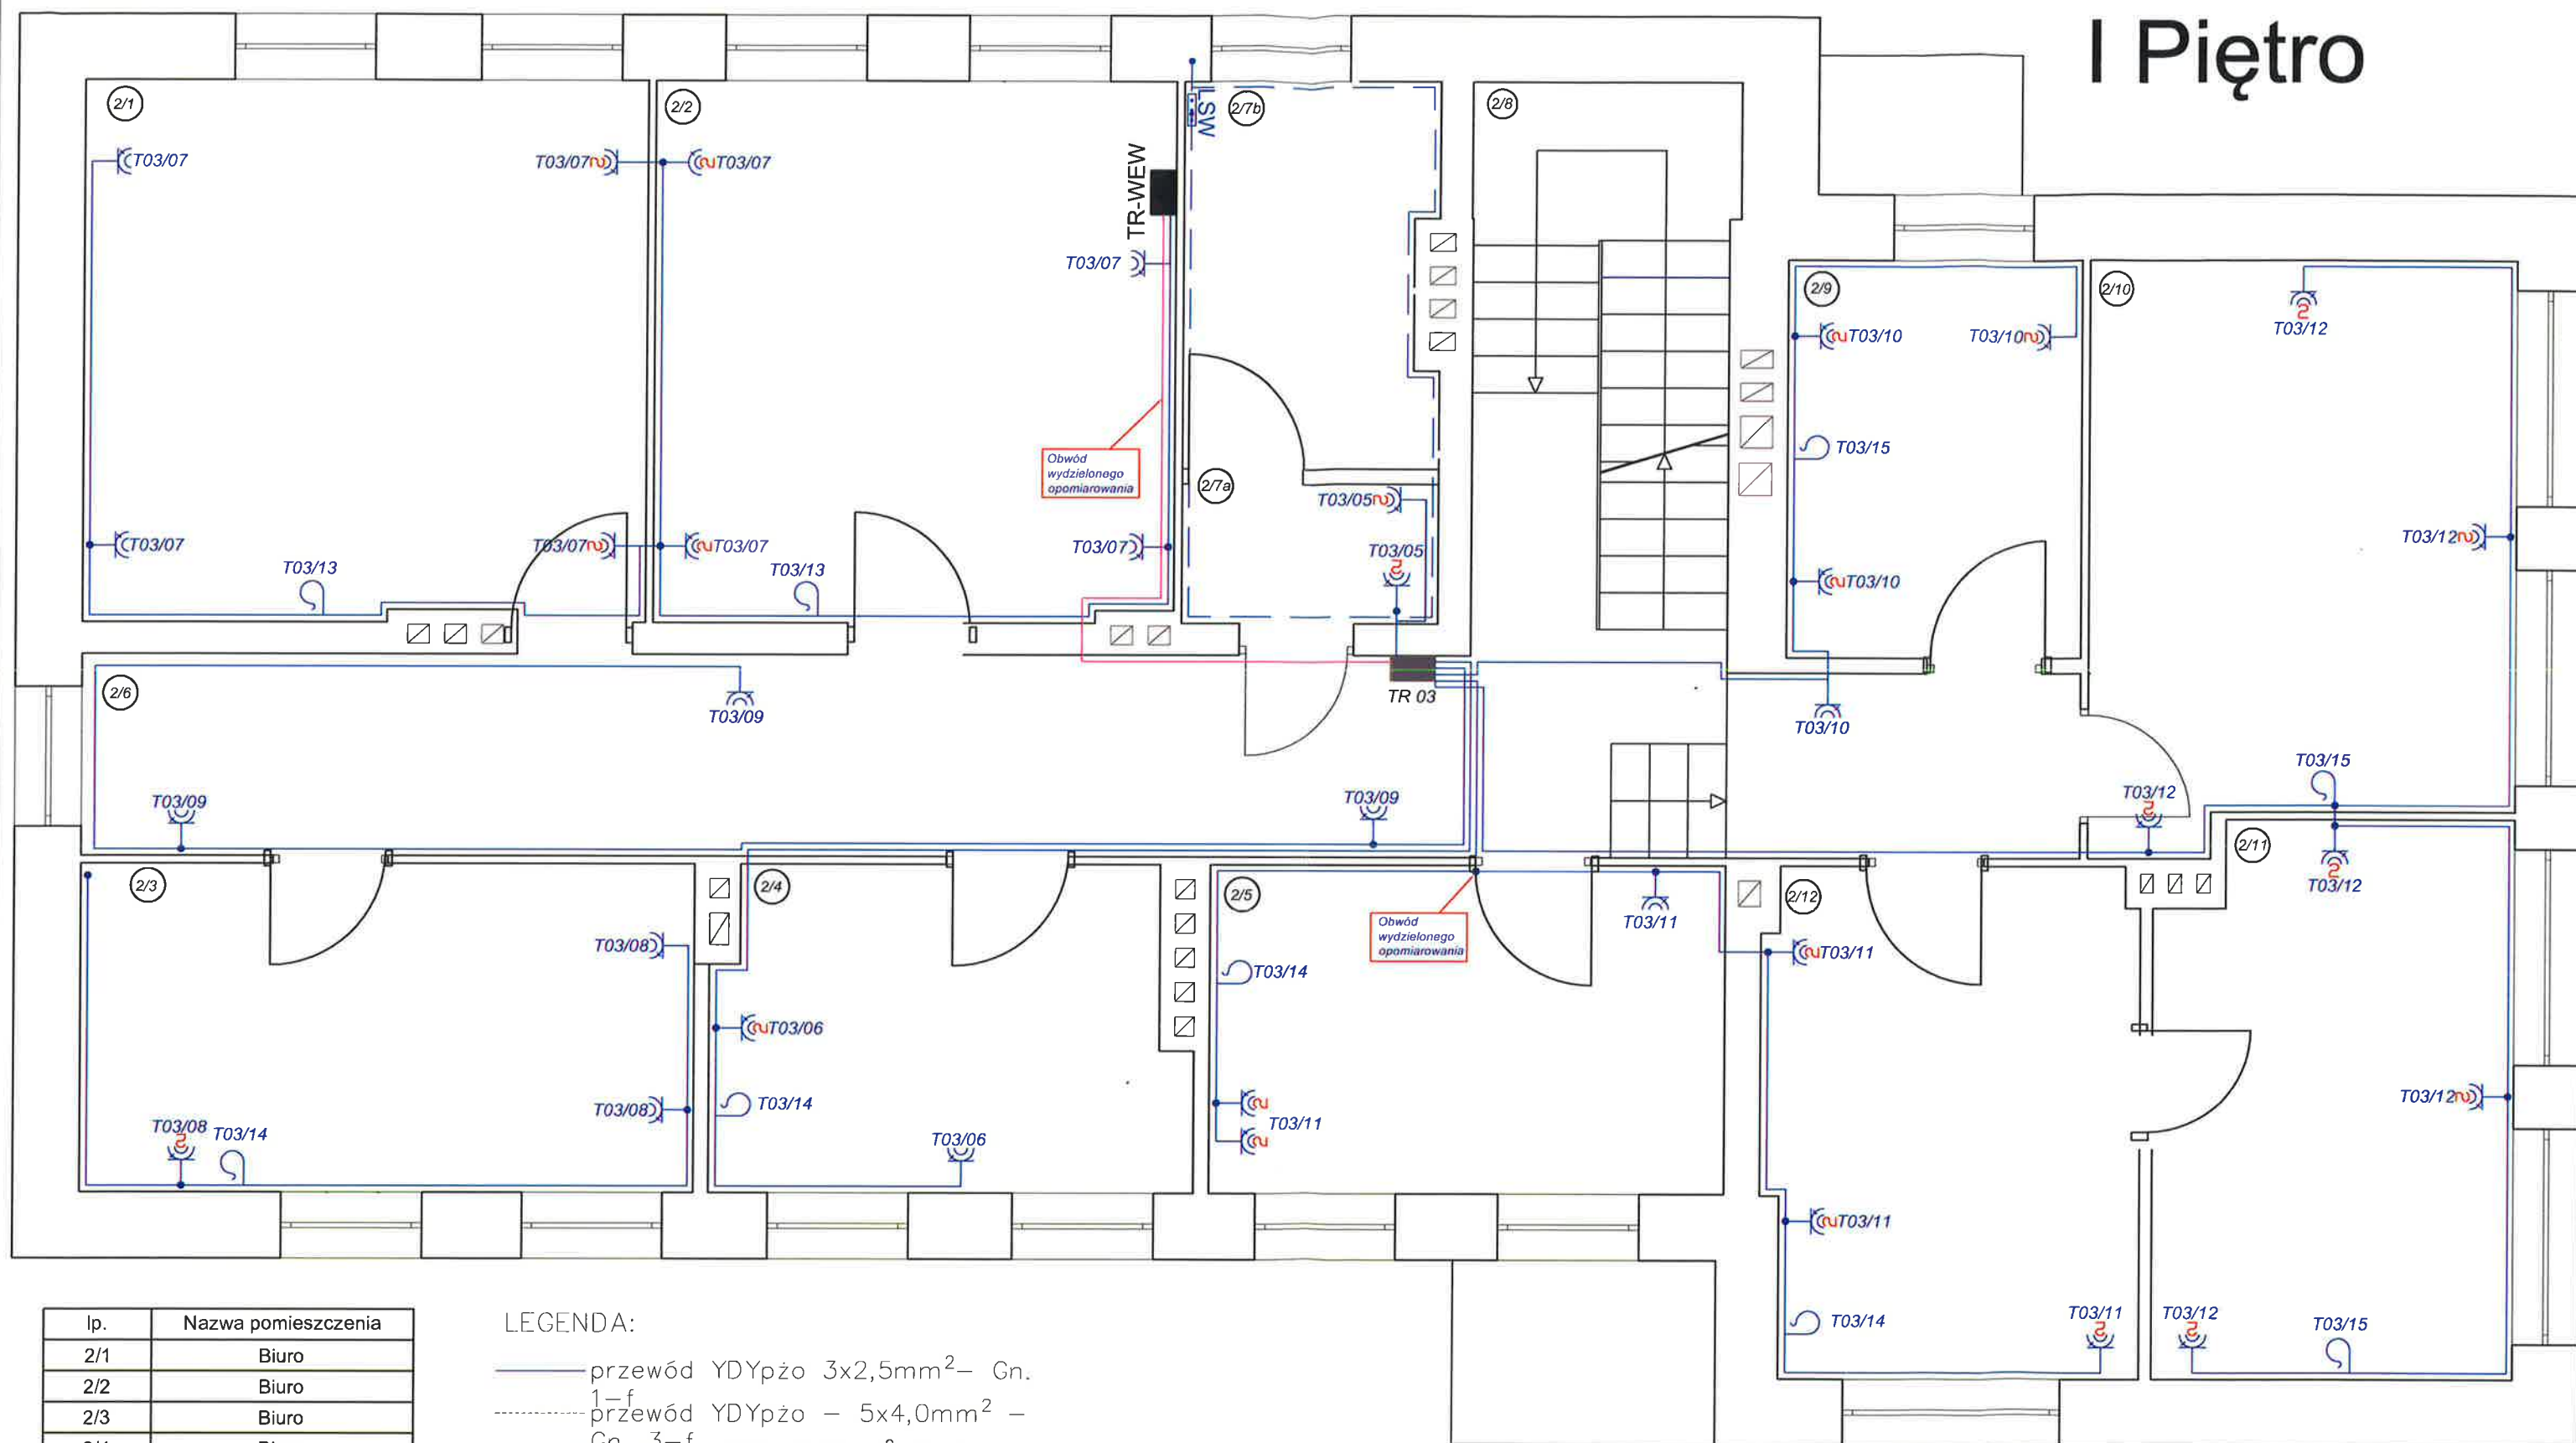 I Piętro
2/1
2/2
LSW
2/7b
2/8
T03/07
T03/07
T03/07
TR-WEW
T03/07
2/9
2/10
T03/10
T03/10
T03/12
T03/15
Obwód
wydzielonego
opomiarowania
2/7a
T03/05
T03/07
T03/07
T03/07
T03/07
T03/05
T03/12
T03/13
T03/13
T03/10
2/6
T03/09
TR 03
T03/10
T03/15
T03/09
T03/09
T03/12
2/3
2/4
2/5
2/12
2/11
T03/12
Obwód
wydzielonego
opomiarowania
T03/11
T03/08
T03/14
T03/11
T03/06
T03/08
T03/14
T03/11
T03/12
T03/08
T03/14
T03/06
T03/11
T03/14
T03/11
T03/12
T03/15
lp. Nazwa pomieszczenia
2/1 Biuro
2/2 Biuro
2/3 Biuro
LEGENDA:
przewód YDYpżo 3x2,5mm²– Gn.
1–f
przewód YDYpżo – 5x4,0mm² –
Gn. 3–f